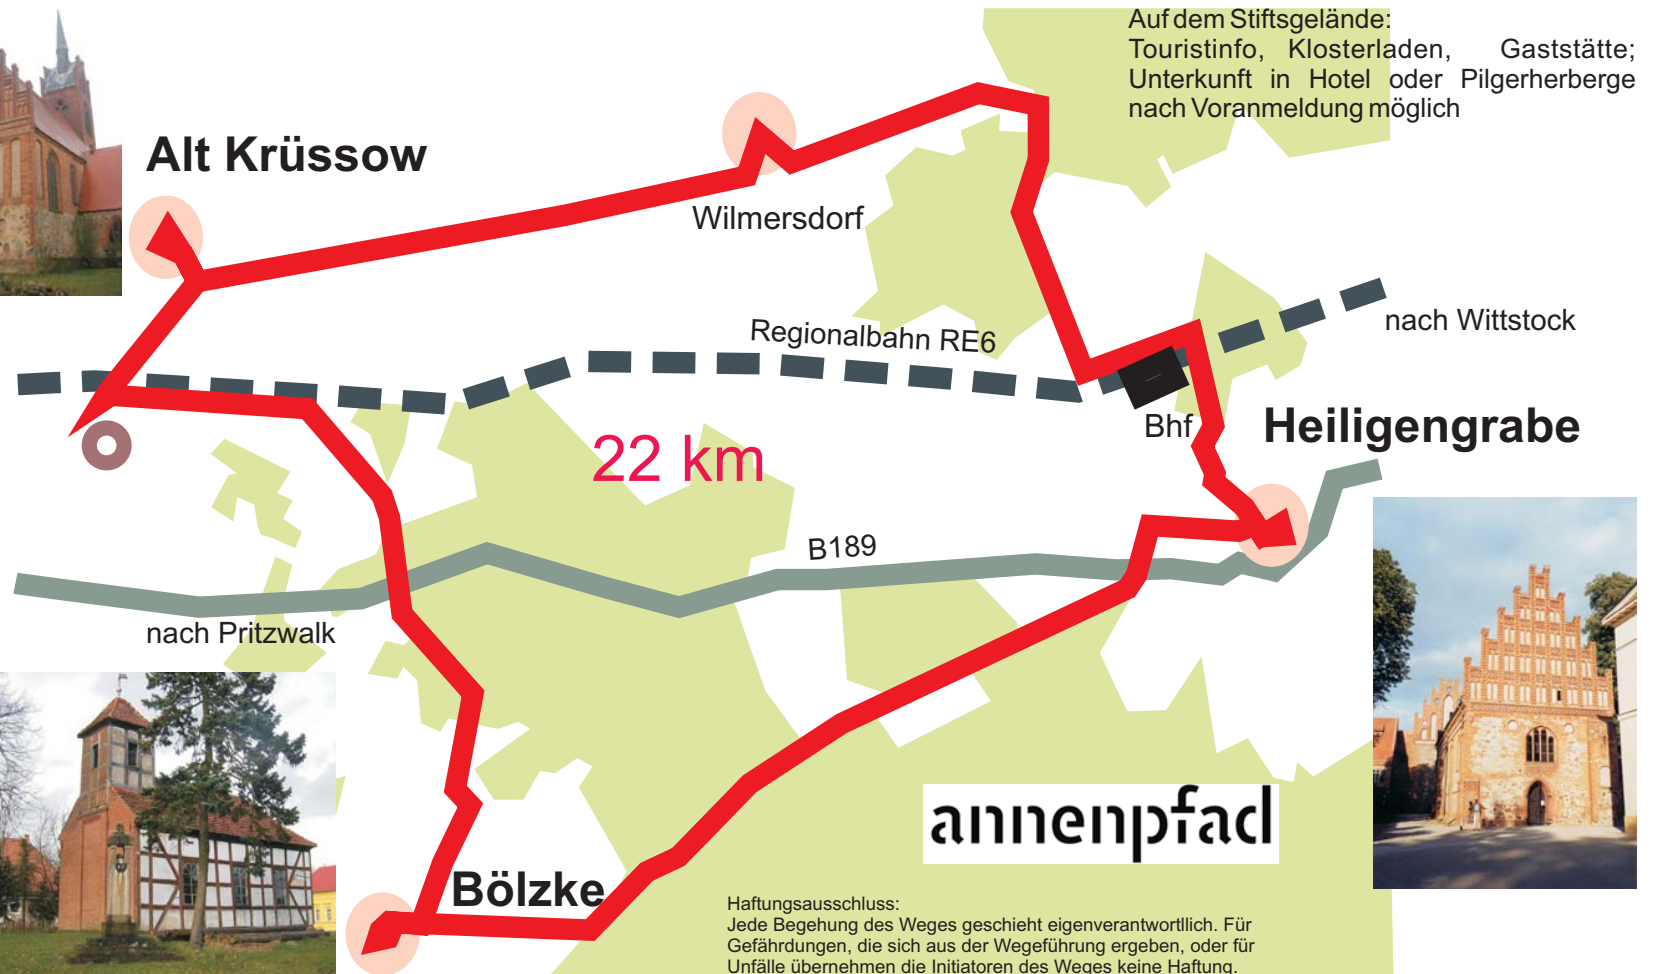 Auf dem Stiftsgelände:
Touristinfo, Klosterladen, Gaststätte;
Unterkunft in Hotel oder Pilgerherberge
nach Voranmeldung möglich
Alt Krüssow
Wilmersdorf
nach Wittstock
Regionalbahn RE6
Bhf
Heiligengrabe
22 km
B189
nach Pritzwalk
annenpfad
Bölzke
Haftungsausschluss:
Jede Begehung des Weges geschieht eigenverantwortllich. Für
Gefährdungen, die sich aus der Wegeführung ergeben, oder für
Unfälle übernehmen die Initiatoren des Weges keine Haftung.